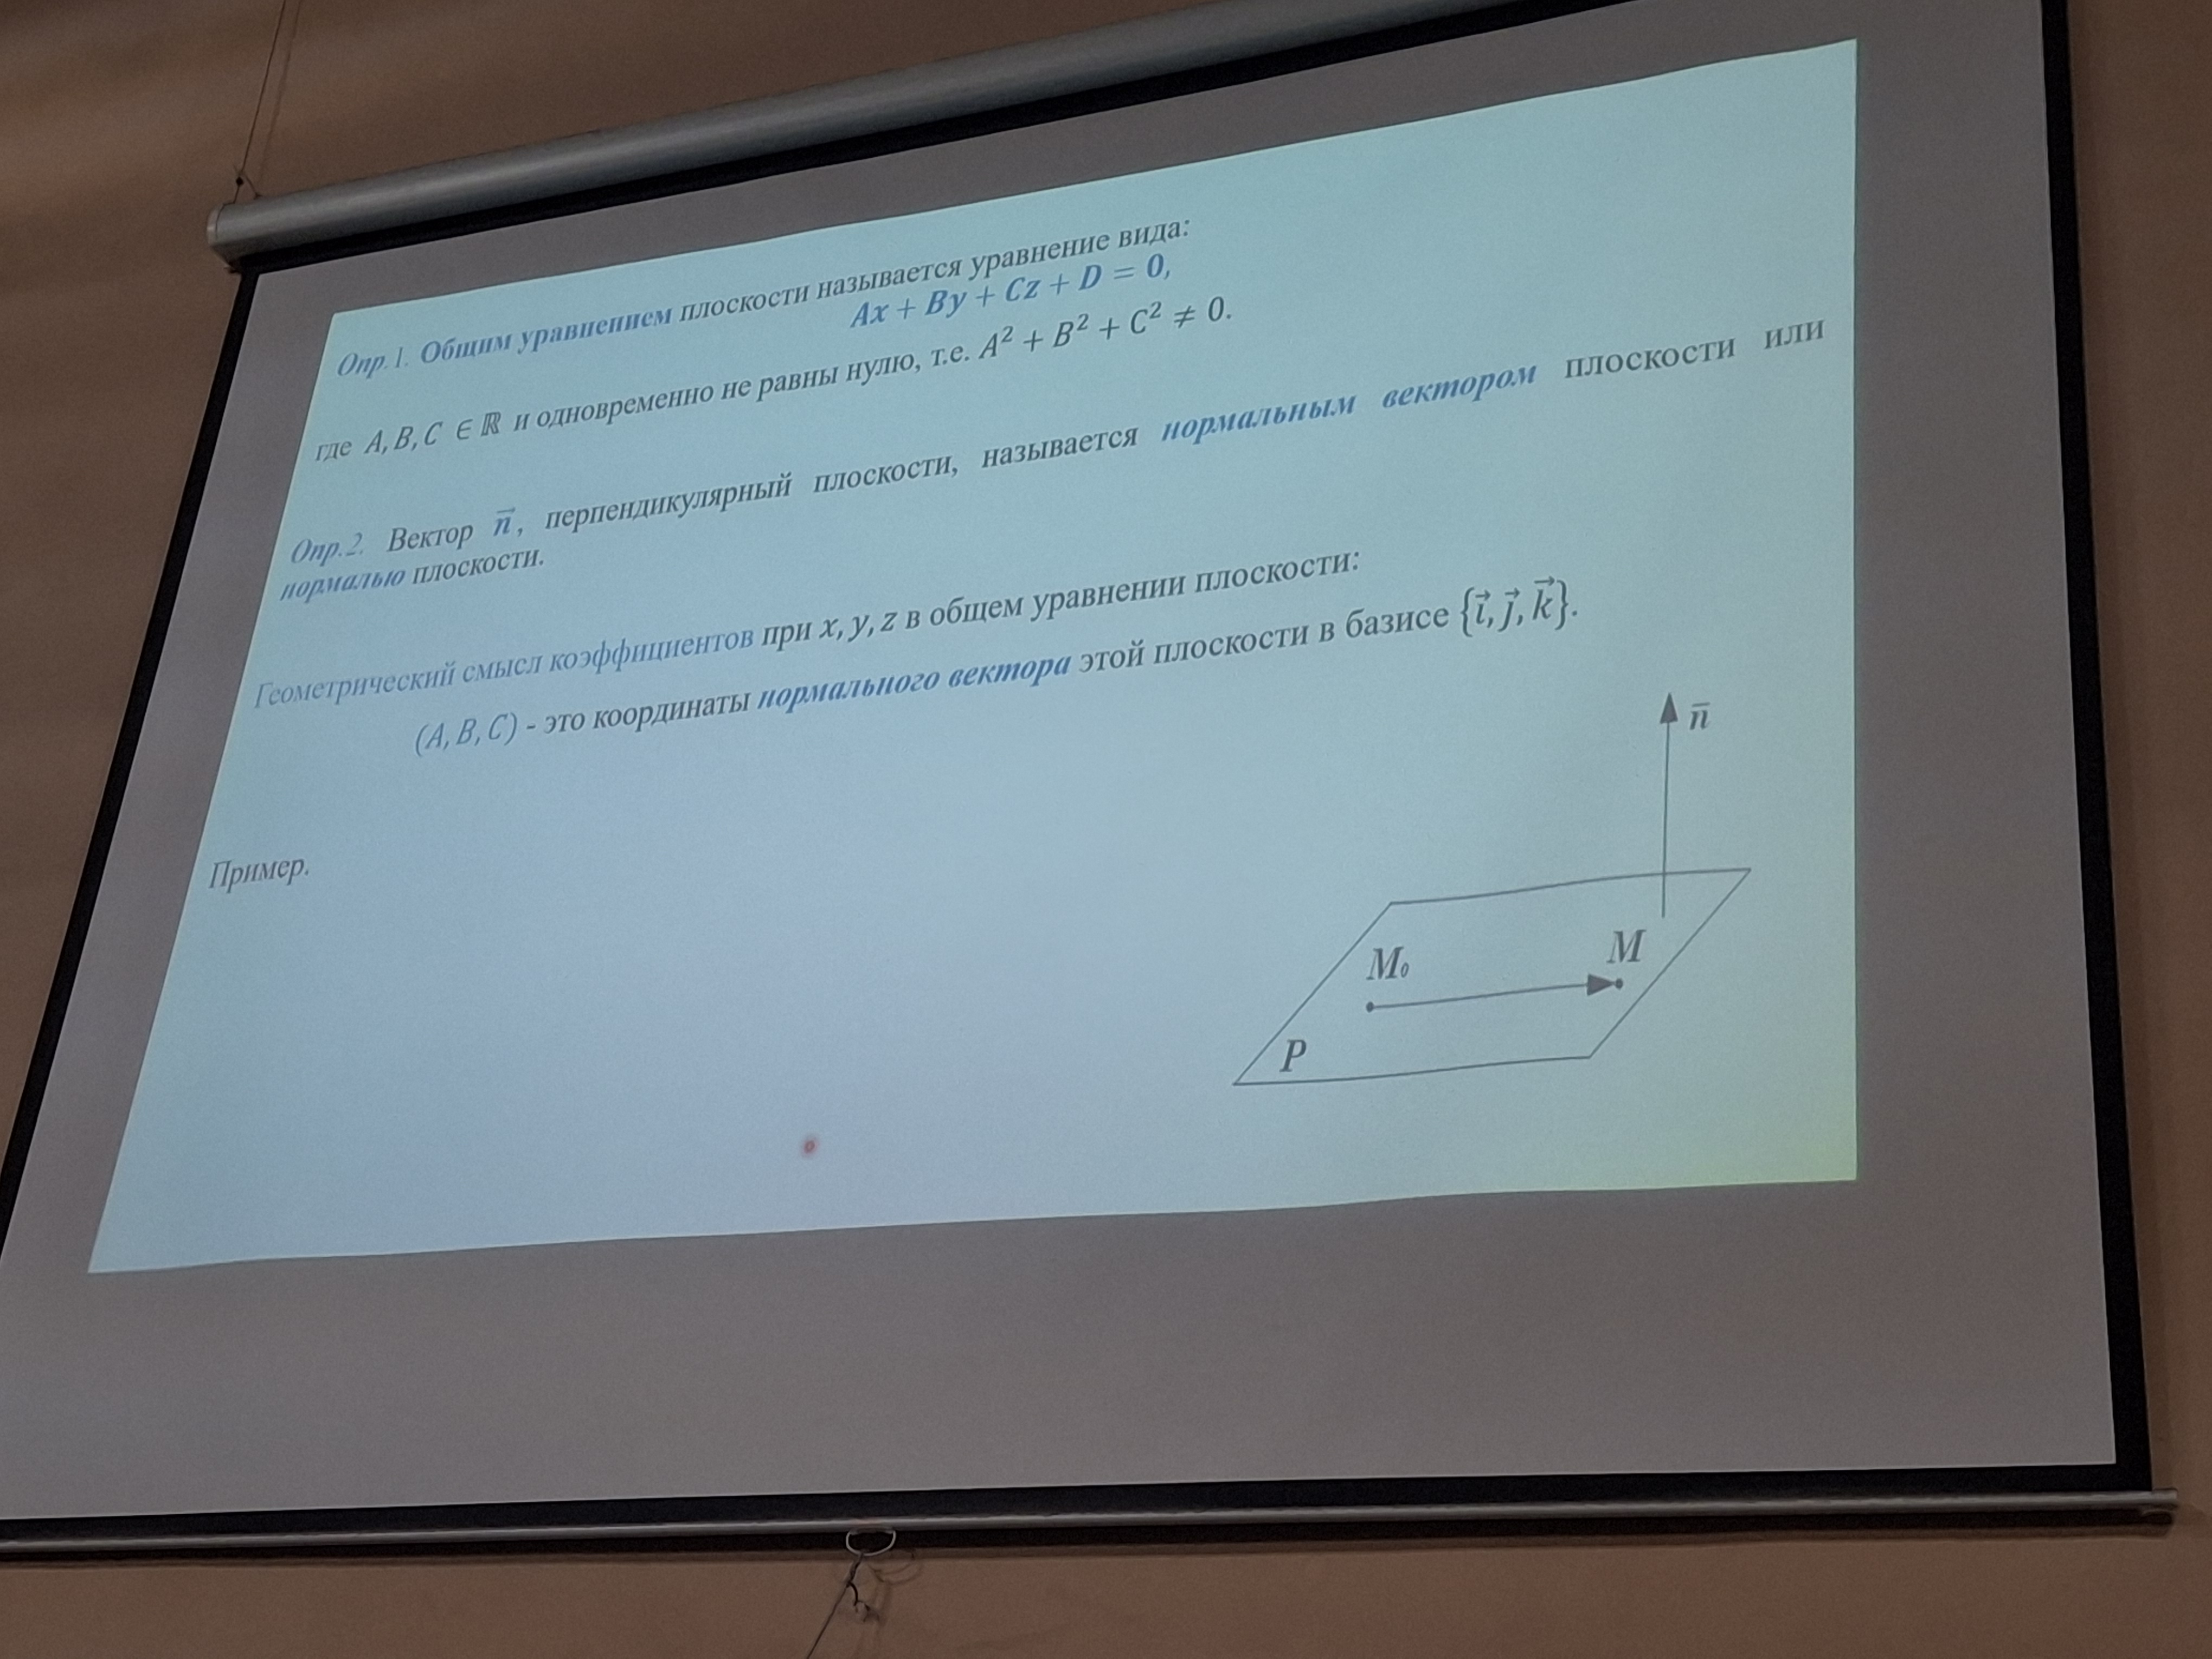 Опр.1. Общим уравнением плоскости называется уравнение вида:
Ax + By + Cz + D = 0,
где A, B, C ∈ ℝ и одновременно не равны нулю, т.е. A² + B² + C² ≠ 0.
Опр.2. Вектор n⃗, перпендикулярный плоскости, называется нормальным вектором плоскости или
нормалью плоскости.
Геометрический смысл коэффициентов при x, y, z в общем уравнении плоскости:
(A, B, C) - это координаты нормального вектора этой плоскости в базисе {i⃗, j⃗, k⃗}.
n̅
Пример.
M₀
M
P